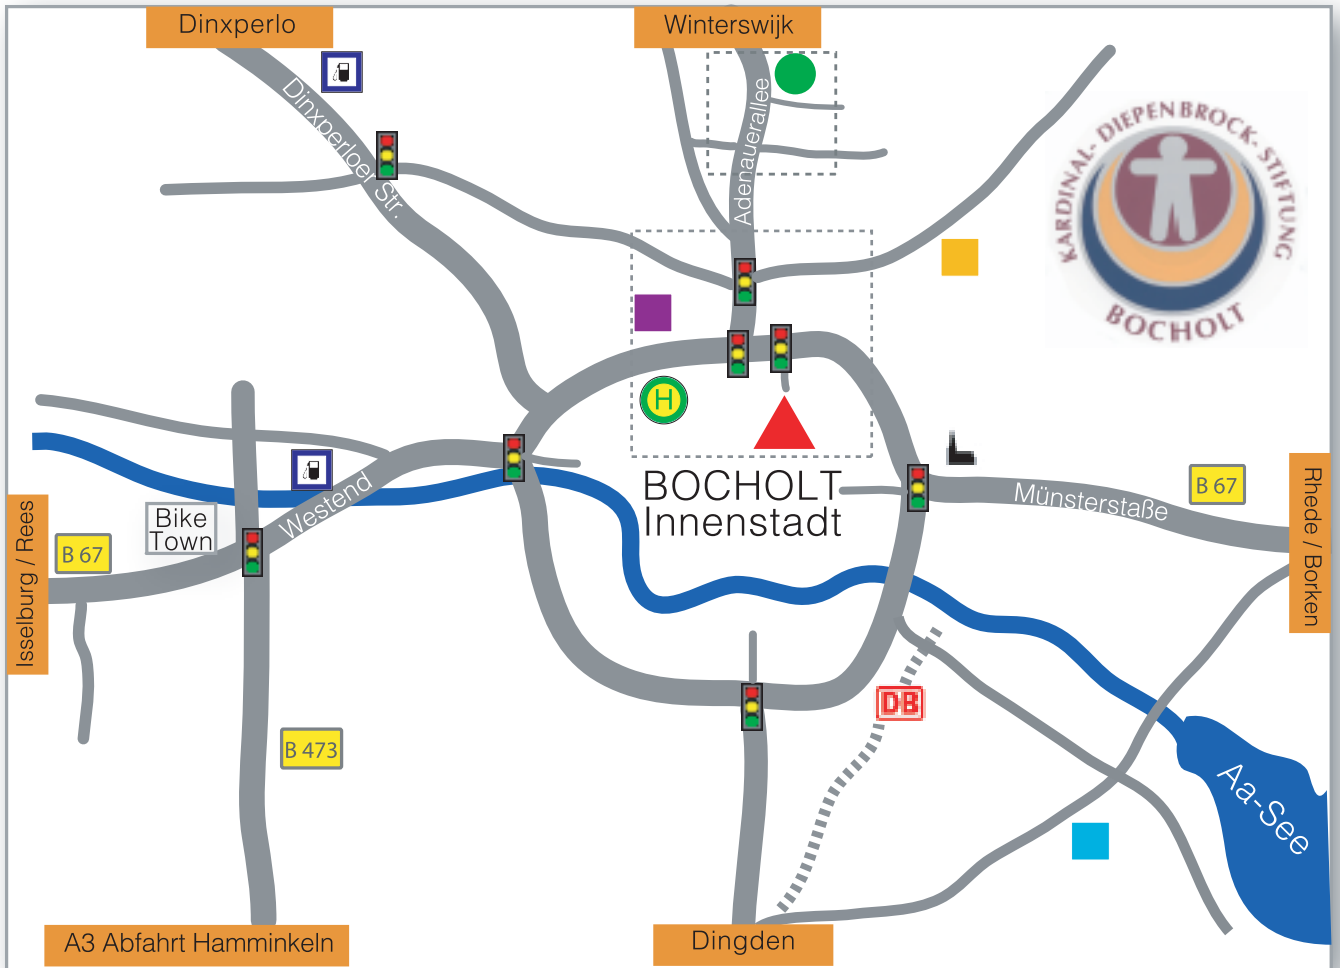 Dinxperlo
Winterswijk
Dinxperloer Str.
Adenauerallee
KARDINAL- DIEPENBROCK- STIFTUNG
BOCHOLT
H
BOCHOLT
Innenstadt
Münsterstaße
B 67
Rhede / Borken
Westend
Bike
Town
B 67
Isselburg / Rees
DB
B 473
Aa-See
A3 Abfahrt Hamminkeln
Dingden